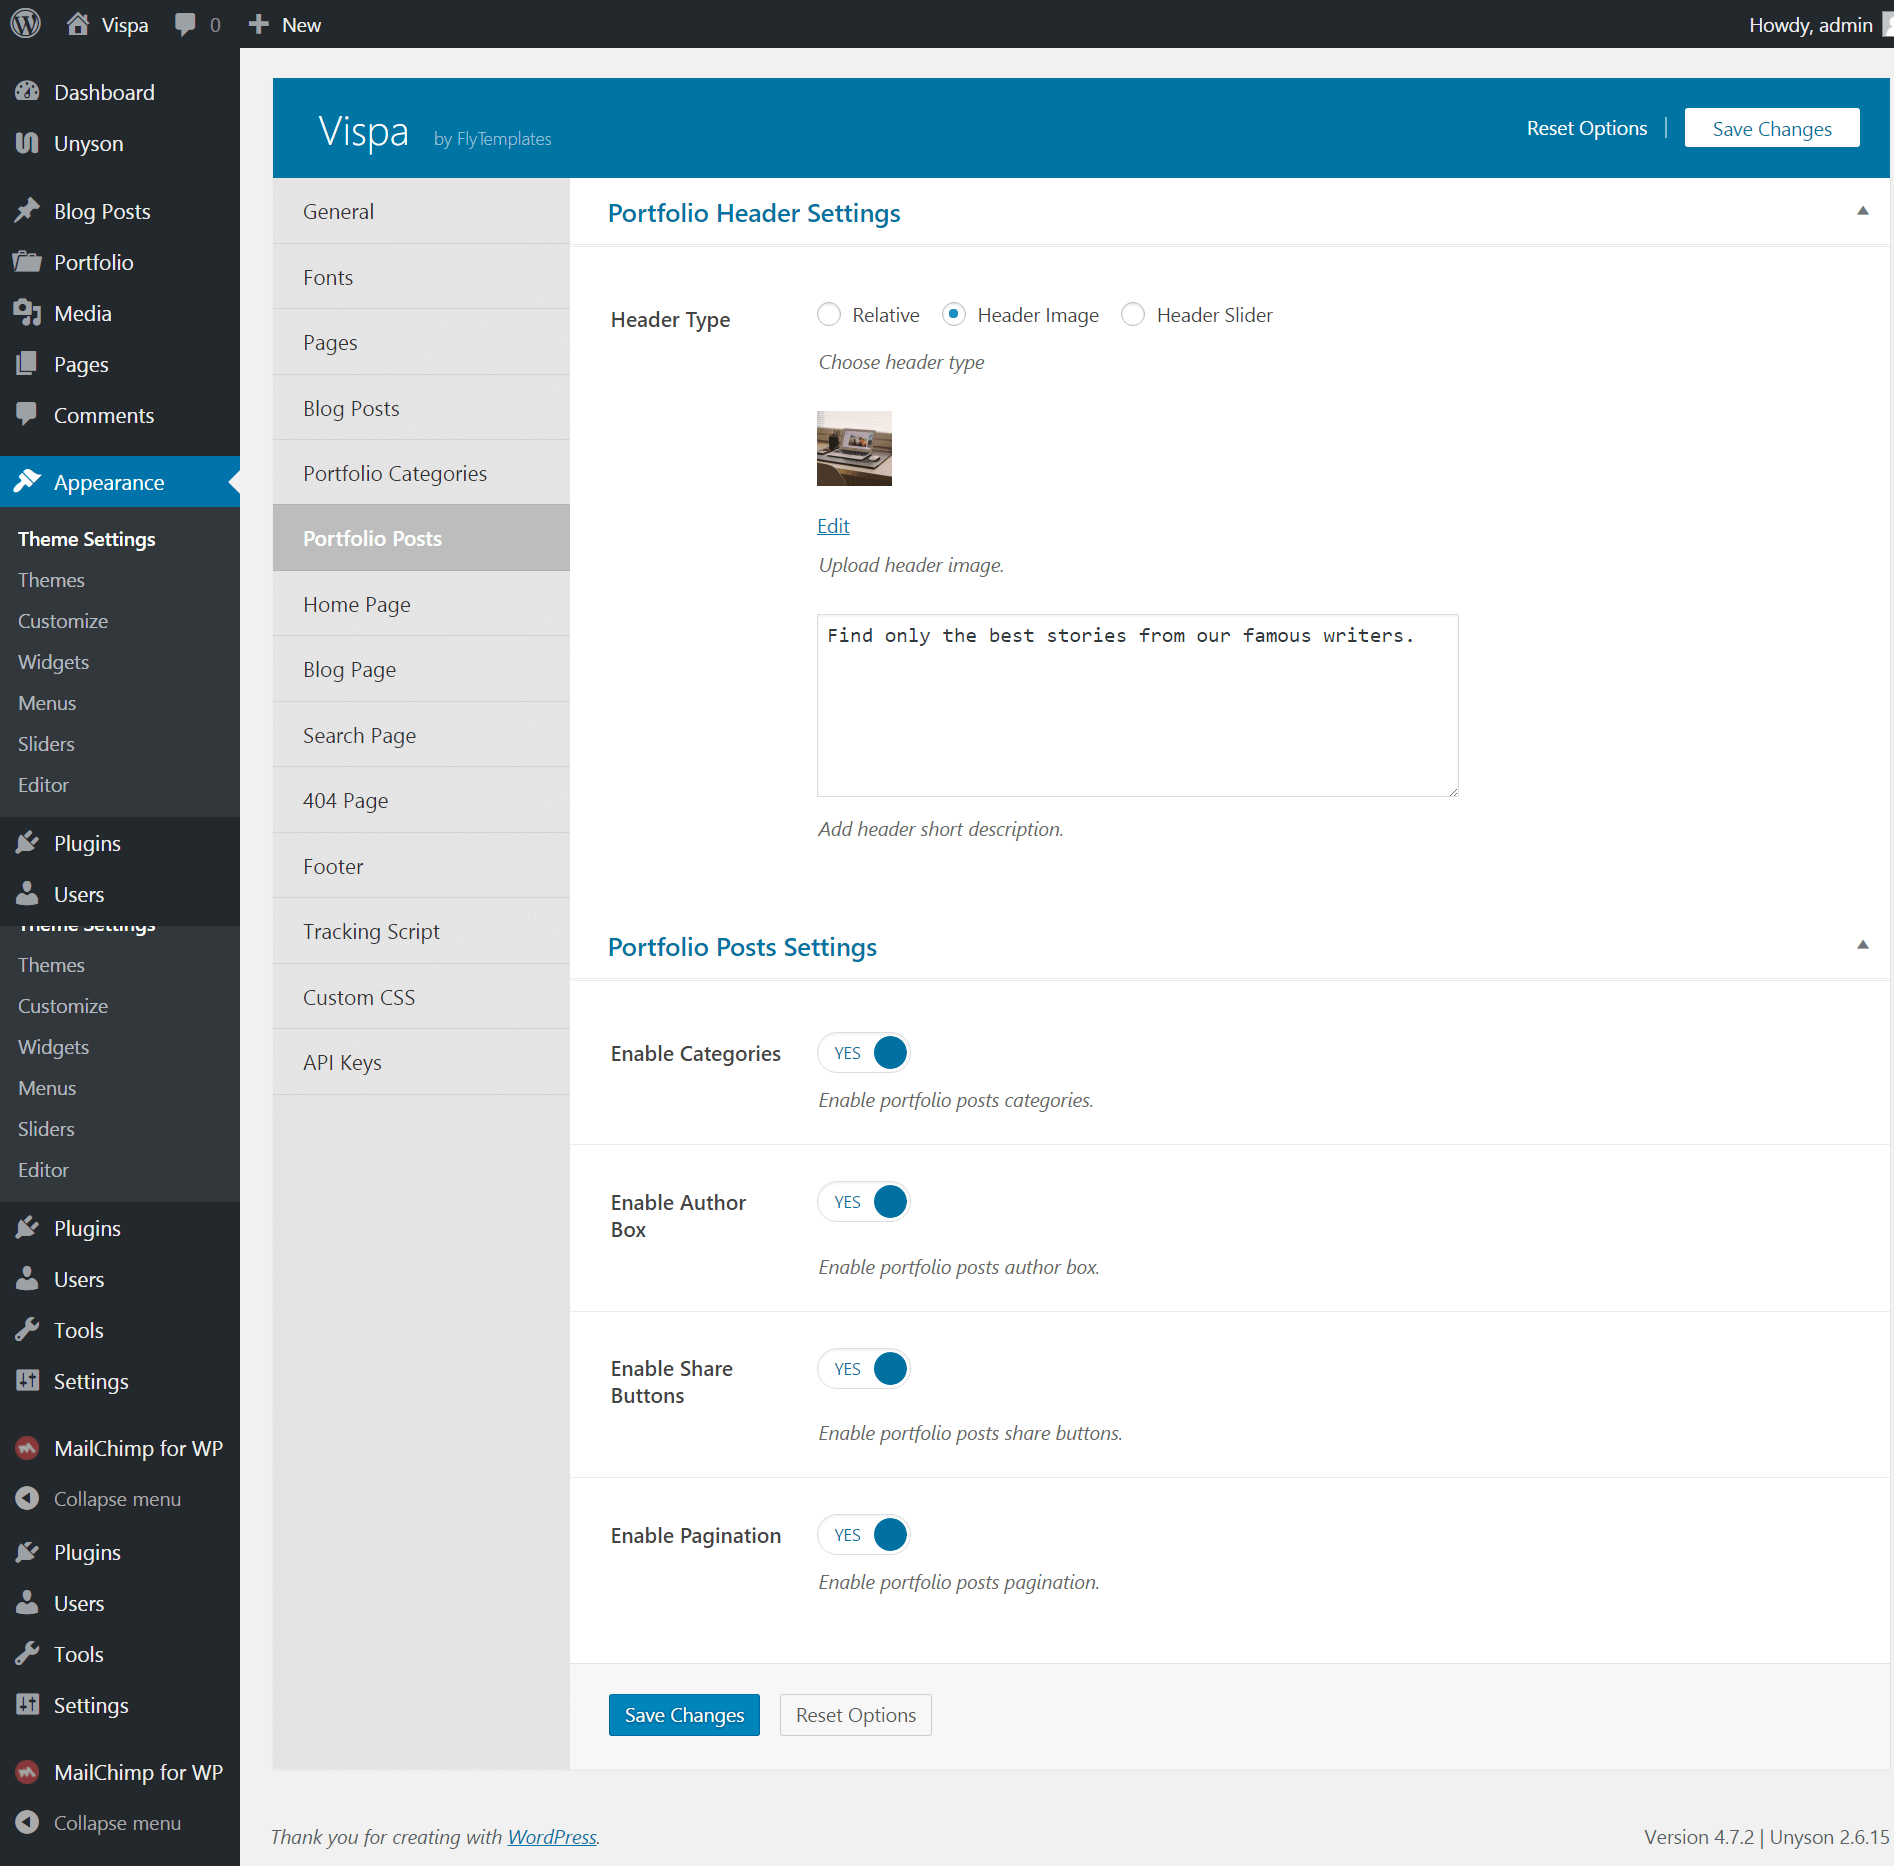 Vispa
0
New
Howdy, admin
Dashboard
Unyson
Blog Posts
Portfolio
Media
Pages
Comments
Appearance
Theme Settings
Themes
Customize
Widgets
Menus
Sliders
Editor
Plugins
Users
Theme Settings
Themes
Customize
Widgets
Menus
Sliders
Editor
Plugins
Users
Tools
Settings
MailChimp for WP
Collapse menu
Plugins
Users
Tools
Settings
MailChimp for WP
Collapse menu
Vispa by FlyTemplates
Reset Options
Save Changes
General
Fonts
Pages
Blog Posts
Portfolio Categories
Portfolio Posts
Home Page
Blog Page
Search Page
404 Page
Footer
Tracking Script
Custom CSS
API Keys
Portfolio Header Settings
Header Type
Relative
Header Image
Header Slider
Choose header type
Edit
Upload header image.
Find only the best stories from our famous writers.
Add header short description.
Portfolio Posts Settings
Enable Categories
YES
Enable portfolio posts categories.
Enable Author
Box
YES
Enable portfolio posts author box.
Enable Share
Buttons
YES
Enable portfolio posts share buttons.
Enable Pagination
YES
Enable portfolio posts pagination.
Save Changes
Reset Options
Thank you for creating with WordPress.
Version 4.7.2 | Unyson 2.6.15